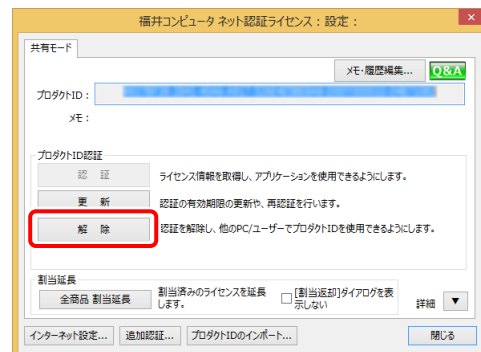 福井コンピュータ ネット認証ライセンス：設定：
共有モード
メモ・履歴編集... Q&A
プロダクトID：
メモ：
プロダクトID認証
認 証 ライセンス情報を取得し、アプリケーションを使用できるようにします。
更 新 認証の有効期限の更新や、再認証を行います。
解 除 認証を解除し、他のPC/ユーザーでプロダクトIDを使用できるようにします。
割当延長
全商品 割当延長 割当済みのライセンスを延長
します。
[割当返却]ダイアログを表
示しない
詳細 ▼
インターネット設定... 追加認証... プロダクトIDのインポート... 閉じる